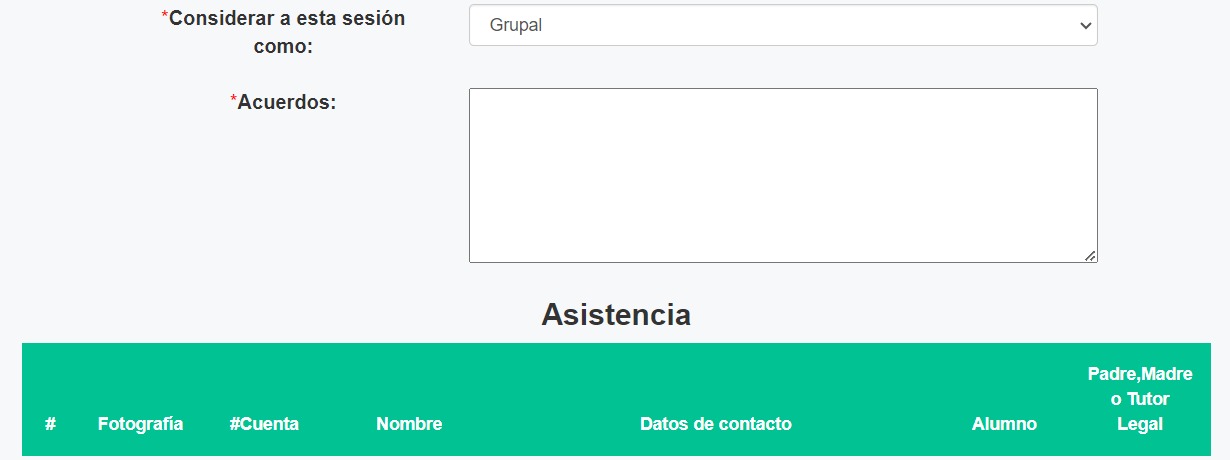 *Considerar a esta sesión
como:
Grupal
*Acuerdos:
Asistencia
# Fotografía #Cuenta Nombre Datos de contacto Alumno Padre,Madre
o Tutor
Legal